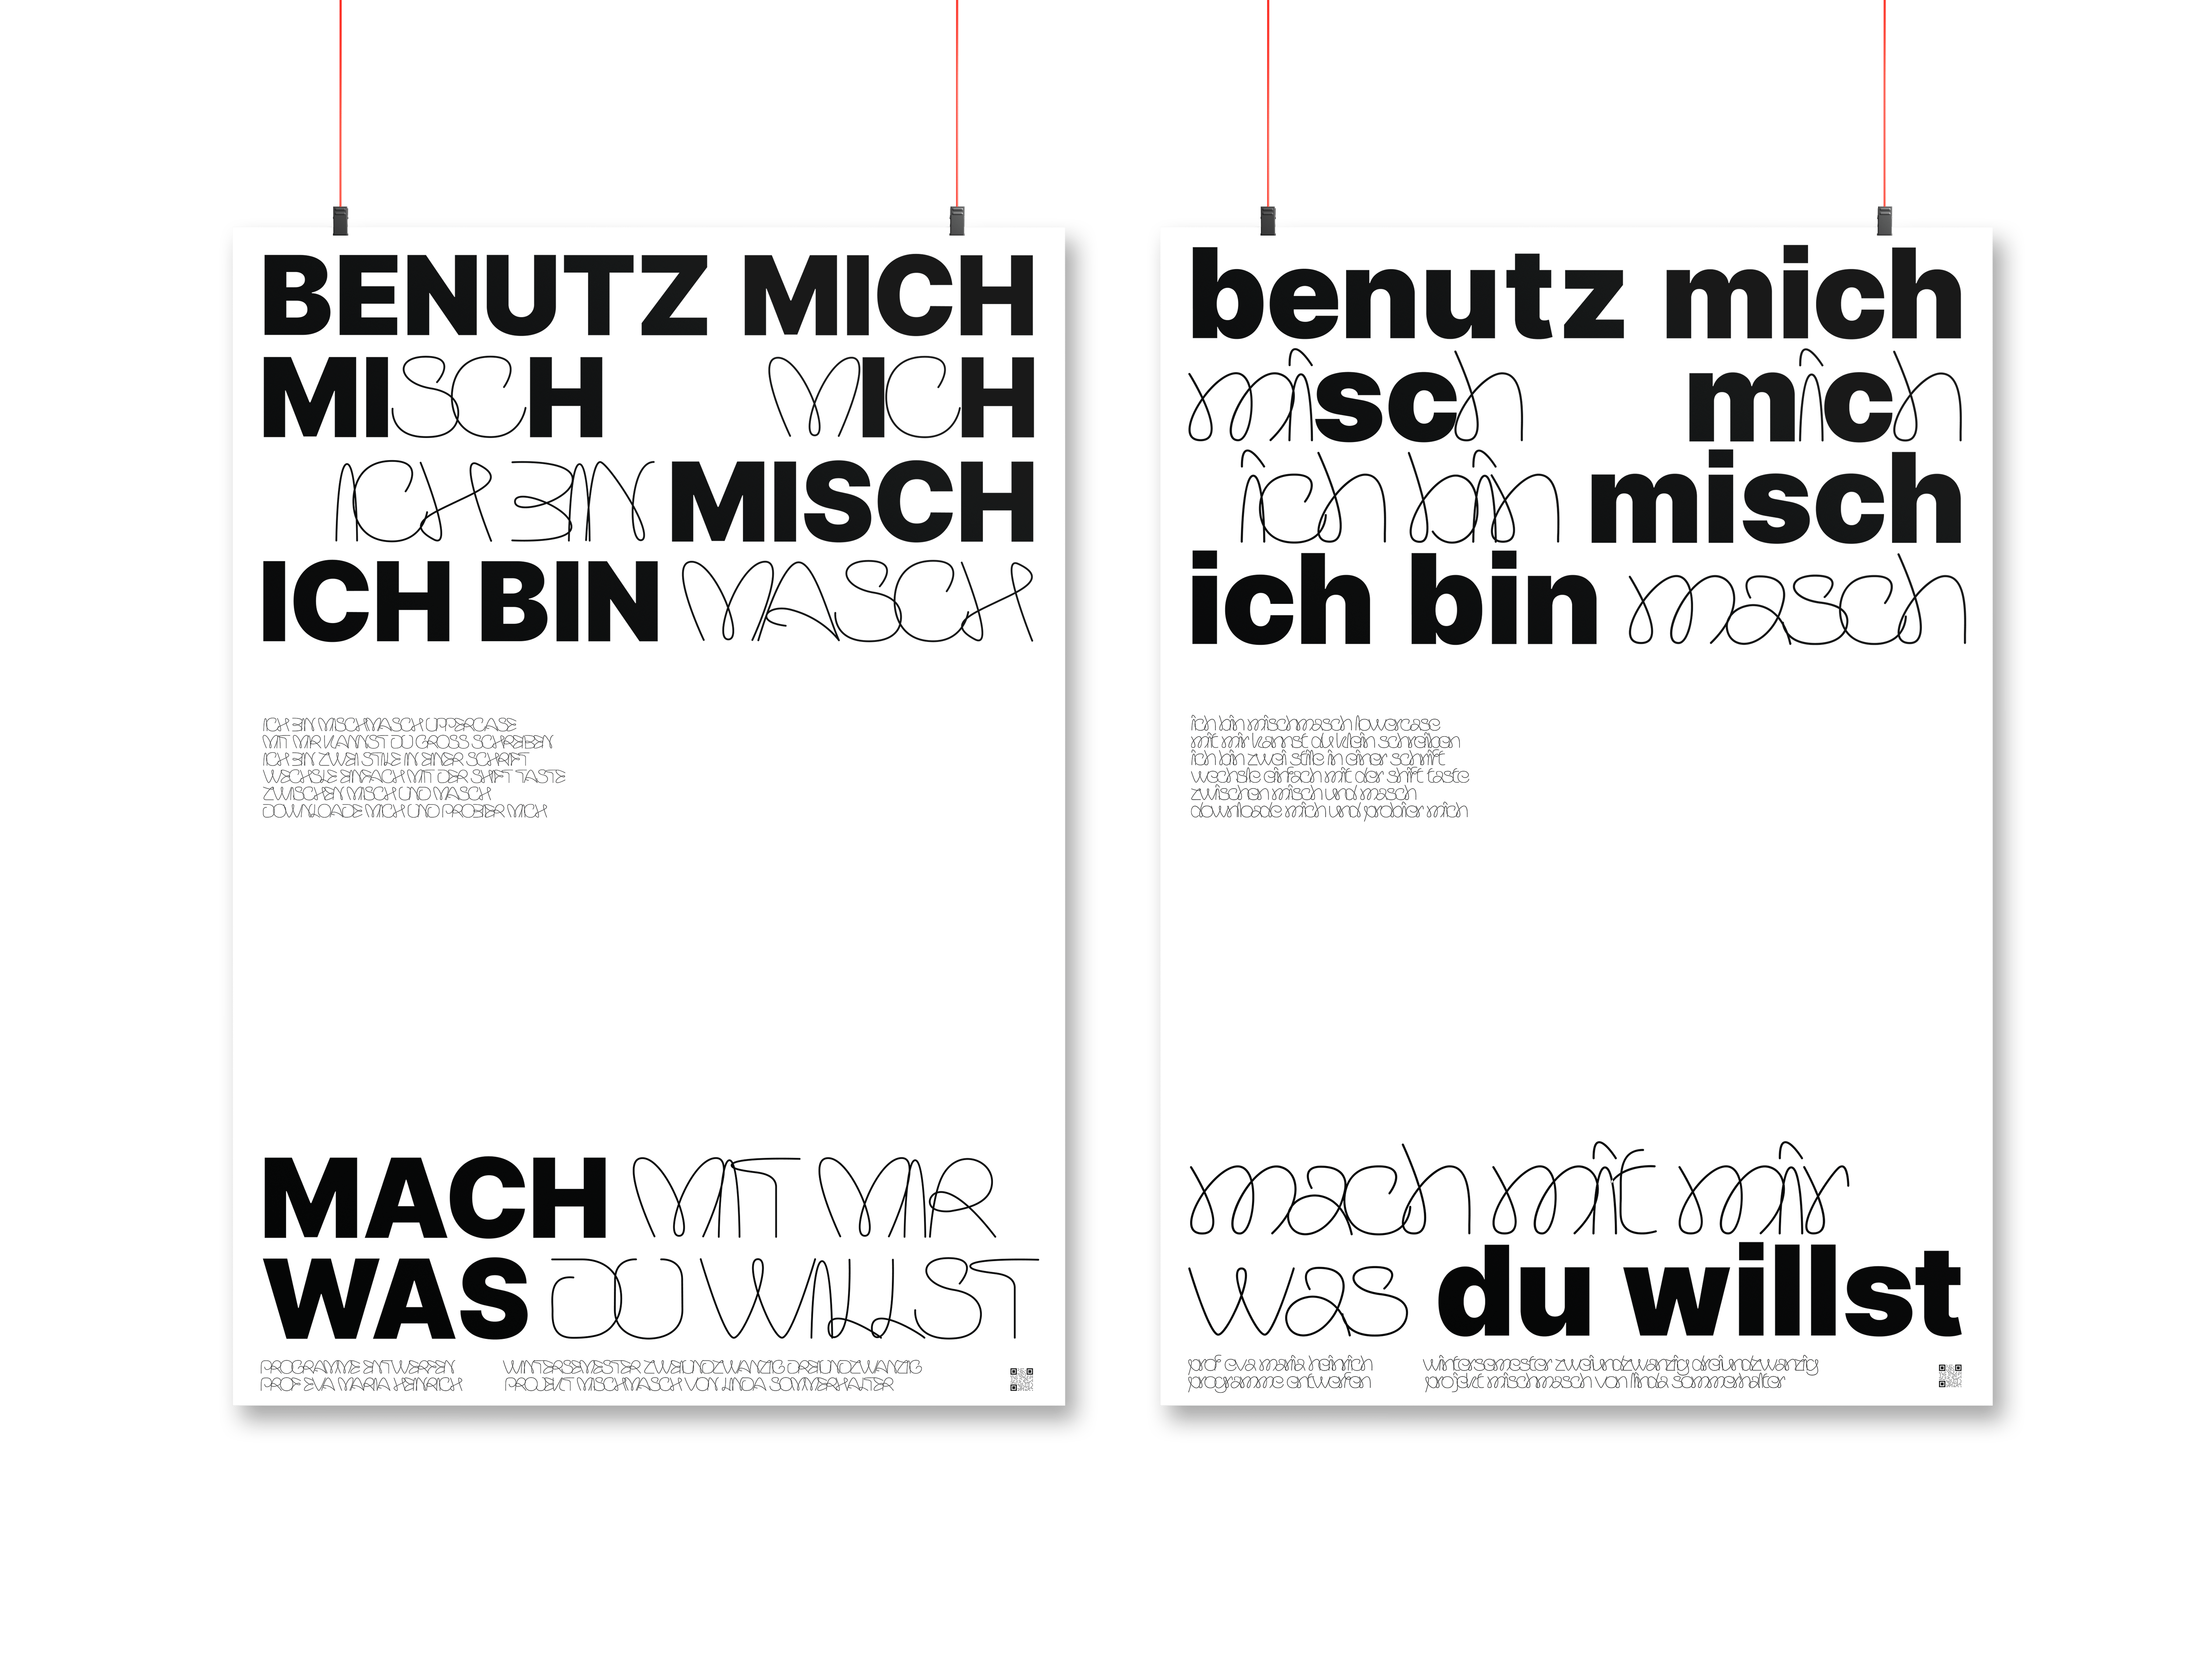 BENUTZ MICH
MISCH MICH
ICH BIN MISCH
ICH BIN MASCH
ICH BIN MISCHMASCH UPPERCASE
MIT MIR KANNST DU GROSS SCHREIBEN
ICH BIN ZWEI STILE IN EINER SCHRIFT
WECHSLE EINFACH MIT DER SHIFT TASTE
ZWISCHEN MISCH UND MASCH
DOWNLOADE MICH UND PROBIER MICH
MACH MIT MIR
WAS DU WILLST
PROGRAMME ENTWERFEN
PROF EVA MARIA HEINRICH
WINTERSEMESTER ZWEIUNDZWANZIG DREIUNDZWANZIG
PROJEKT MISCHMASCH VON LINDA SOMMERHALTER
benutz mich
misch mich
ich bin misch
ich bin masch
ich bin mischmasch lowercase
mit mir kannst du klein schreiben
ich bin zwei stile in einer schrift
wechsle einfach mit der shift taste
zwischen misch und masch
downloade mich und probier mich
mach mit mir
was du willst
prof eva maria heinrich
programme entwerfen
wintersemester zweiundzwanzig dreiundzwanzig
projekt mischmasch von linda sommerhalter